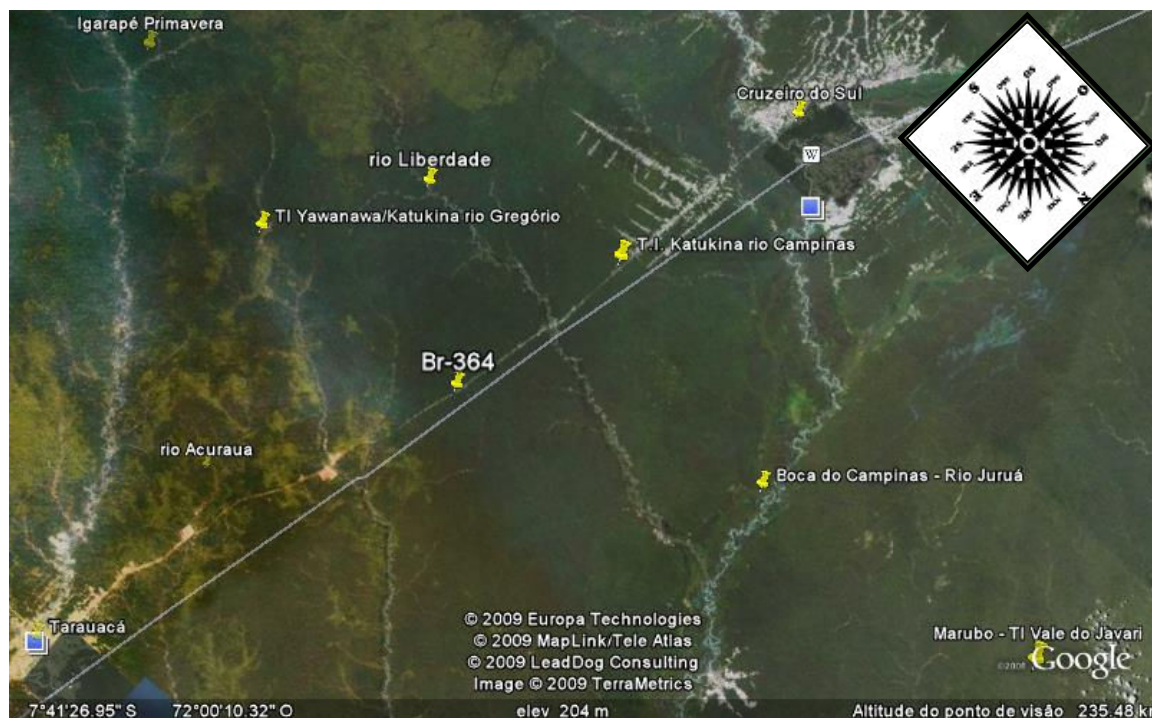 Igarapé Primavera
Cruzeiro do Sul
W
rio Liberdade
TI Yawanawa/Katukina rio Gregório
T.I. Katukina rio Campinas
Br-364
rio Acuraua
Boca do Campinas - Rio Juruá
Tarauacá
© 2009 Europa Technologies
© 2009 MapLink/Tele Atlas
© 2009 LeadDog Consulting
Image © 2009 TerraMetrics
Marubo - TI Vale do Javari
Google
7°41'26.95" S 72°00'10.32" O elev 204 m Altitude do ponto de visão 235.48 km